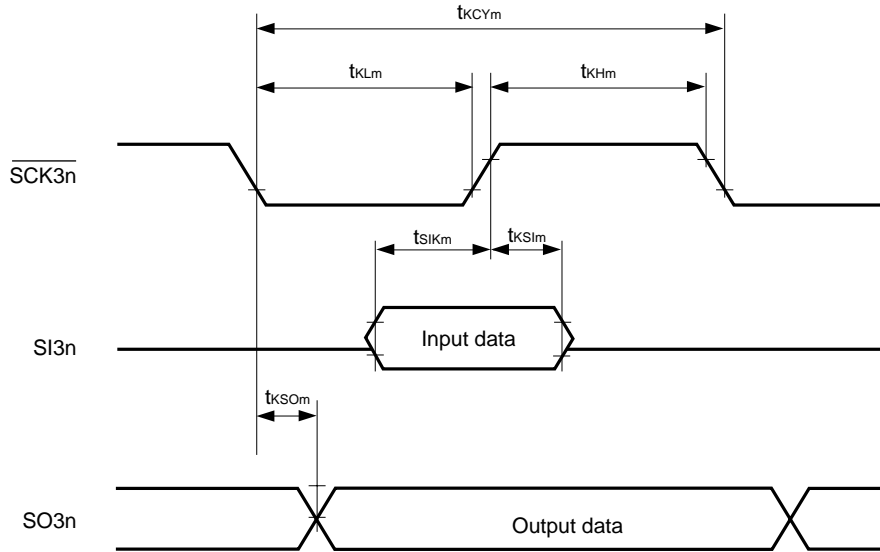 tKCYm
tKLm
tKHm
SCK3n
tSIKm
tKSIm
SI3n
Input data
tKSOm
SO3n
Output data